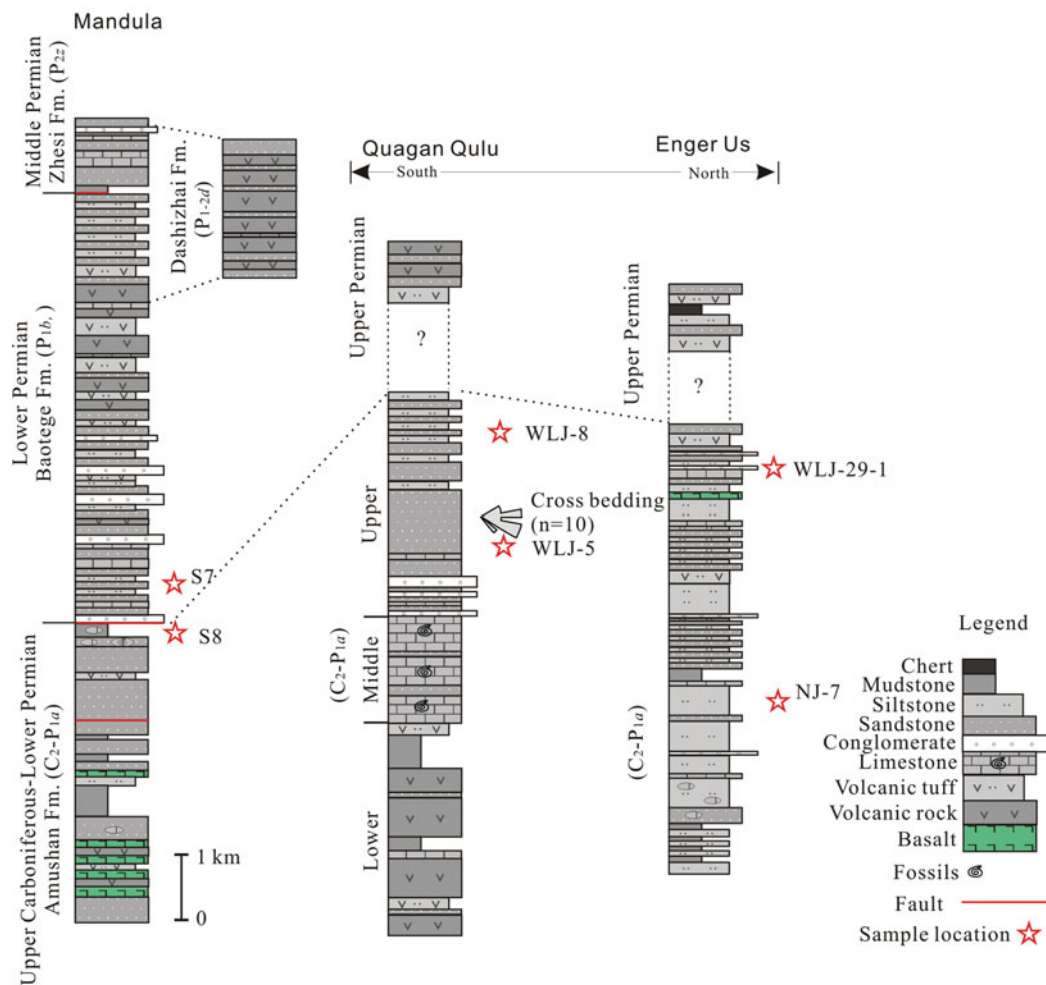 Mandula
Middle Permian
Zhesi Fm. (P2z)
Dashizhai Fm.
(P1-2d)
Lower Permian
Baotege Fm. (P1b,)
S7
S8
Upper Carboniferous-Lower Permian
Amushan Fm. (C2-P1a)
1 km
0
Quagan Qulu
Enger Us
South
North
Upper Permian
?
WLJ-8
Upper
Cross bedding
(n=10)
WLJ-5
(C2-P1a)
Middle
Lower
Upper Permian
?
WLJ-29-1
NJ-7
(C2-P1a)
Legend
Chert
Mudstone
Siltstone
Sandstone
Conglomerate
Limestone
Volcanic tuff
Volcanic rock
Basalt
Fossils
Fault
Sample location